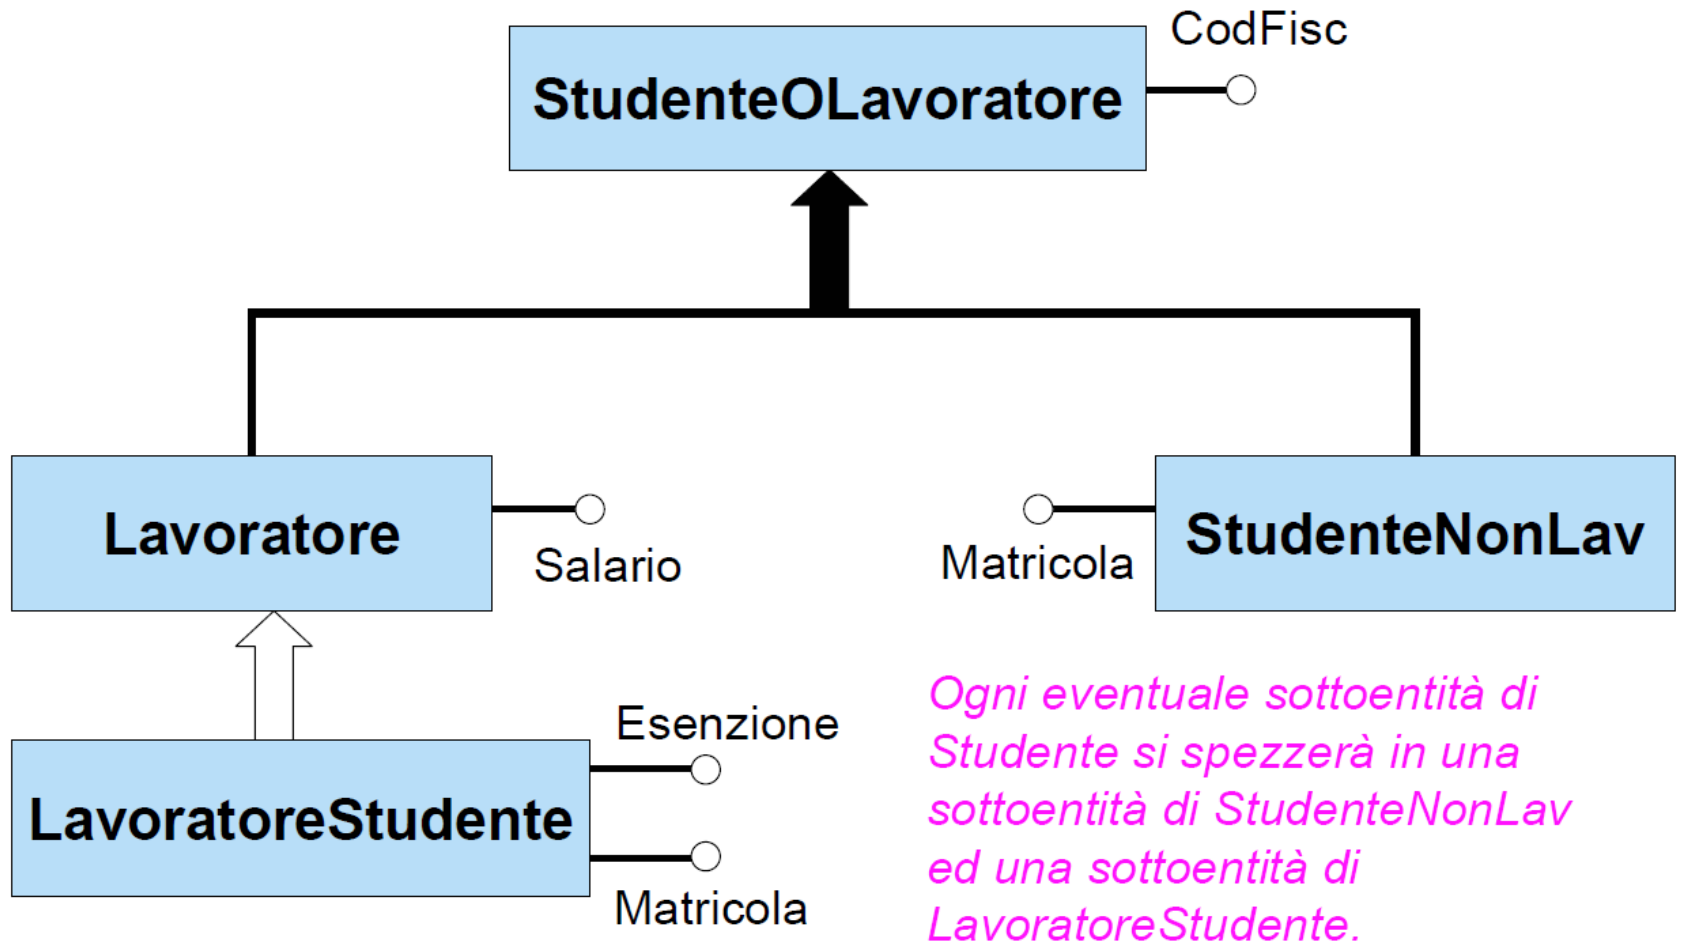 CodFisc
StudenteOLavoratore
Lavoratore
Salario
Matricola
StudenteNonLav
Esenzione
LavoratoreStudente
Matricola
Ogni eventuale sottoentità di
Studente si spezzerà in una
sottoentità di StudenteNonLav
ed una sottoentità di
LavoratoreStudente.